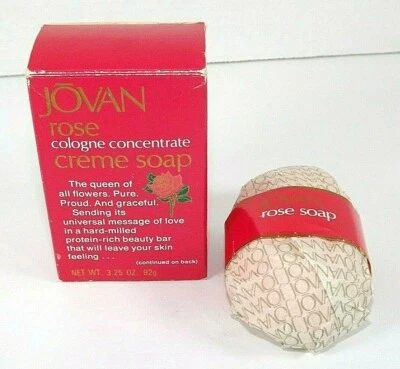 JŌVAN
rose
cologne concentrate
creme soap
The queen of
all flowers. Pure.
Proud. And graceful.
Sending its
universal message of love
in a hard-milled
protein-rich beauty bar
that will leave your skin
feeling . . .
(continued on back)
NET WT. 3.25 OZ. 92g
rose soap